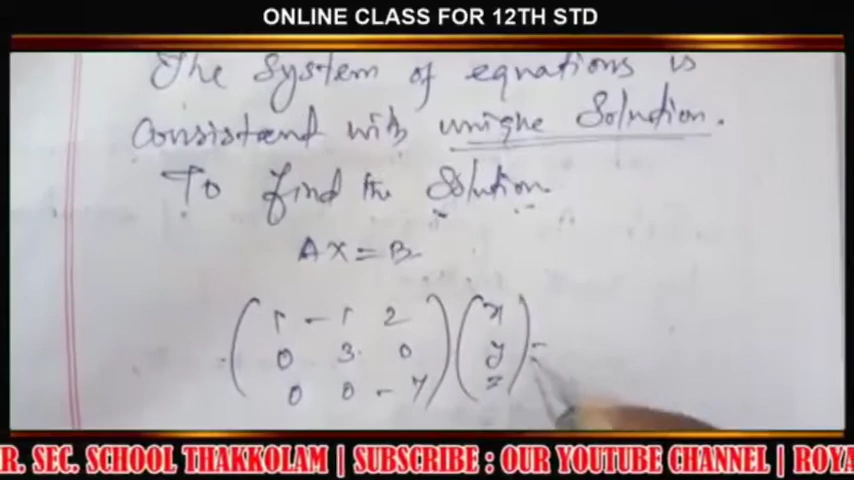 ONLINE CLASS FOR 12TH STD
The System of equations is
Consistent with unique Solution.
To find the Solution
AX = B
1 -1 2 x
0 3 0 y =
0 0 -7 z
R. SEC. SCHOOL THAKKOLAM | SUBSCRIBE : OUR YOUTUBE CHANNEL | ROYA